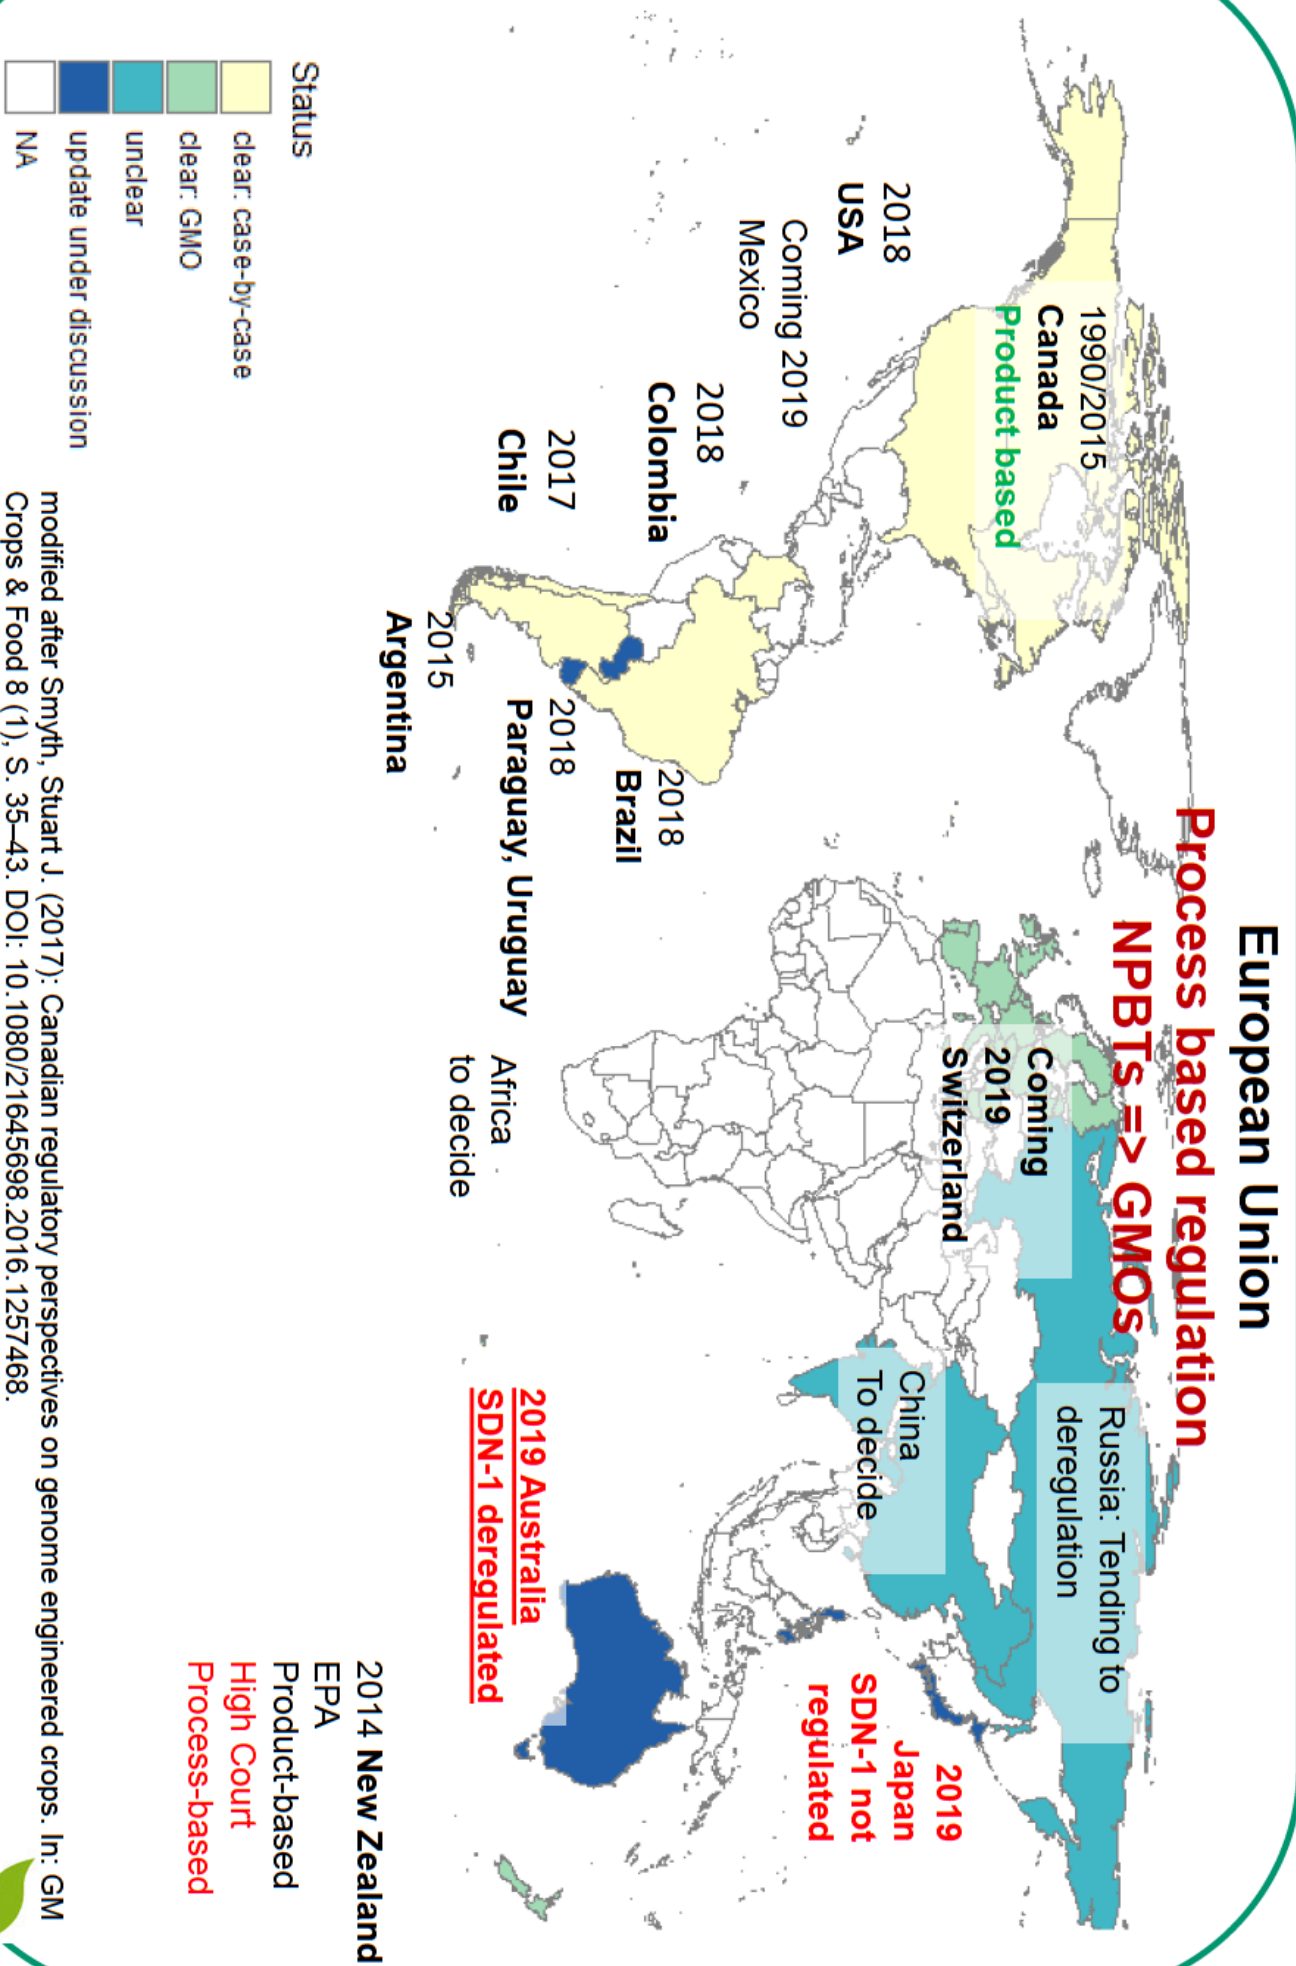 European Union
Process based regulation
NPBTs => GMOs
1990/2015
Canada
Product based
2018
USA
Coming 2019
Mexico
2018
Colombia
2017
Chile
2015
Argentina
2018
Paraguay, Uruguay
2018
Brazil
Coming
2019
Switzerland
Africa
to decide
Russia: Tending to
deregulation
China
To decide
2019
Japan
SDN-1 not
regulated
2019 Australia
SDN-1 deregulated
2014 New Zealand
EPA
Product-based
High Court
Process-based
Status
clear: case-by-case
clear: GMO
unclear
update under discussion
NA
modified after Smyth, Stuart J. (2017): Canadian regulatory perspectives on genome engineered crops. In: GM
Crops & Food 8 (1), S. 35–43. DOI: 10.1080/21645698.2016.1257468.